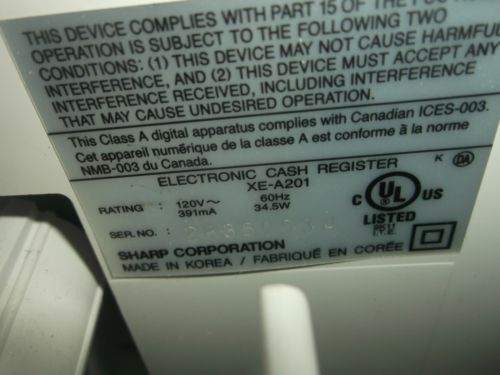 THIS DEVICE COMPLIES WITH PART 15 OF THE
OPERATION IS SUBJECT TO THE FOLLOWING TWO
CONDITIONS: (1) THIS DEVICE MAY NOT CAUSE HARMFU
INTERFERENCE, AND (2) THIS DEVICE MUST ACCEPT ANY
INTERFERENCE RECEIVED, INCLUDING INTERFERENCE
THAT MAY CAUSE UNDESIRED OPERATION.
This Class A digital apparatus complies with Canadian ICES-003.
Cet appareil numérique de la classe A est conforme à la norme
NMB-003 du Canada.
ELECTRONIC CASH REGISTER
XE-A201
RATING : 120V~ 60Hz
391mA 34.5W
SER.NO. :
SHARP CORPORATION
MADE IN KOREA / FABRIQUÉ EN CORÉE
K DA
C UL US
LISTED